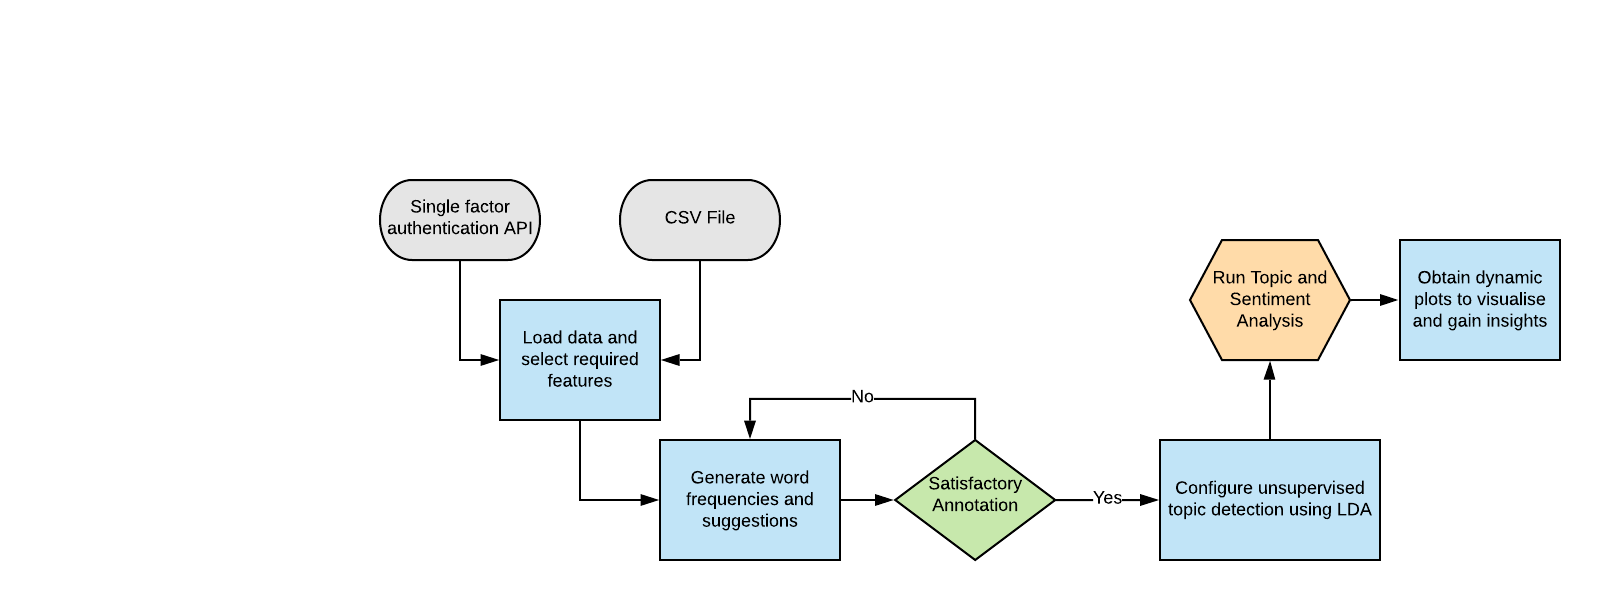 Single factor
authentication API
CSV File
Load data and
select required
features
Generate word
frequencies and
suggestions
No
Satisfactory
Annotation
Yes
Configure unsupervised
topic detection using LDA
Run Topic and
Sentiment
Analysis
Obtain dynamic
plots to visualise
and gain insights